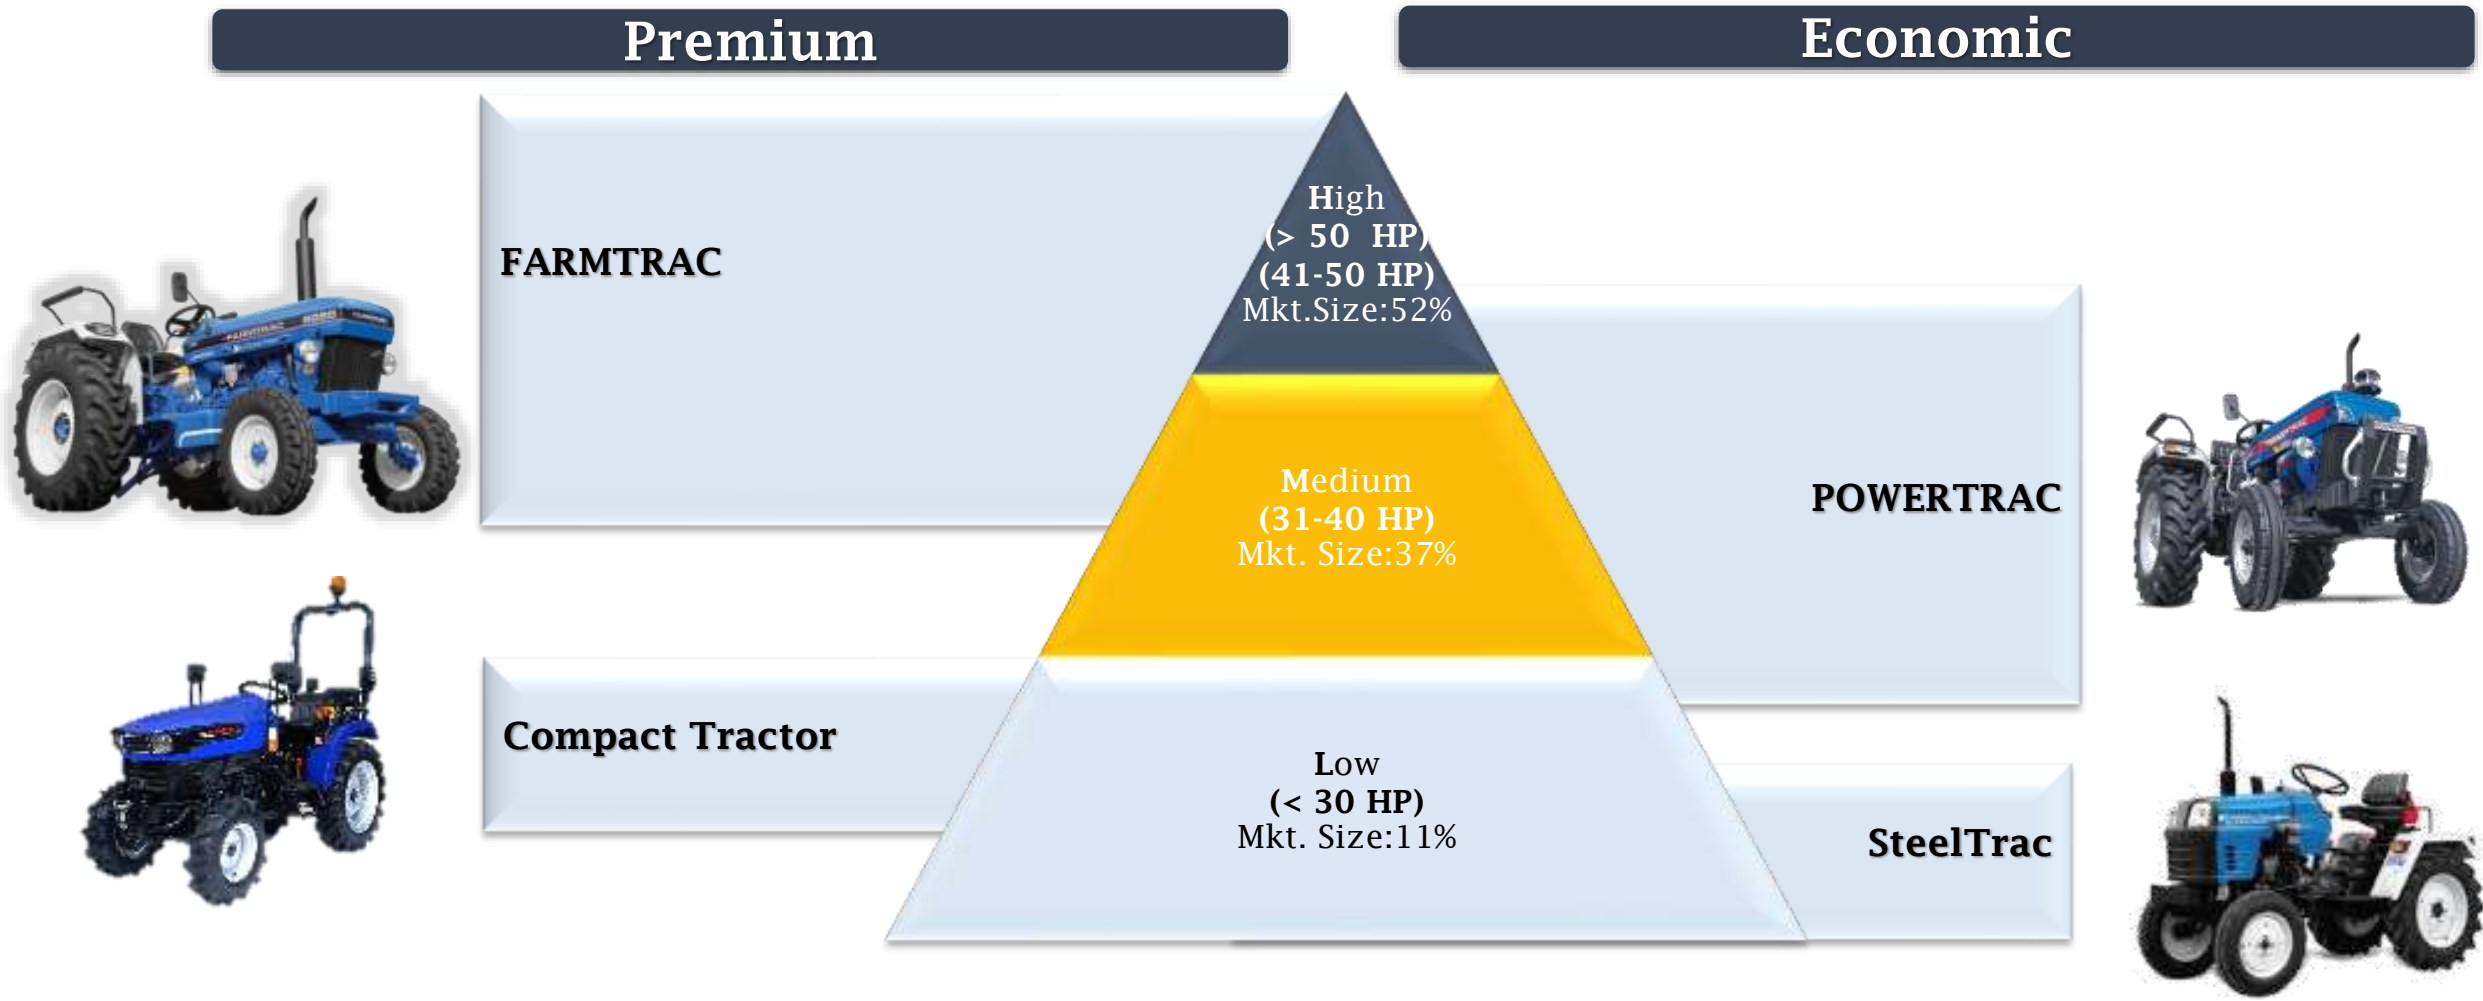 Premium
Economic
High
(> 50 HP)
(41-50 HP)
Mkt.Size:52%
FARMTRAC
Medium
(31-40 HP)
Mkt. Size:37%
POWERTRAC
Compact Tractor
Low
(< 30 HP)
Mkt. Size:11%
SteelTrac
FARMTRAC